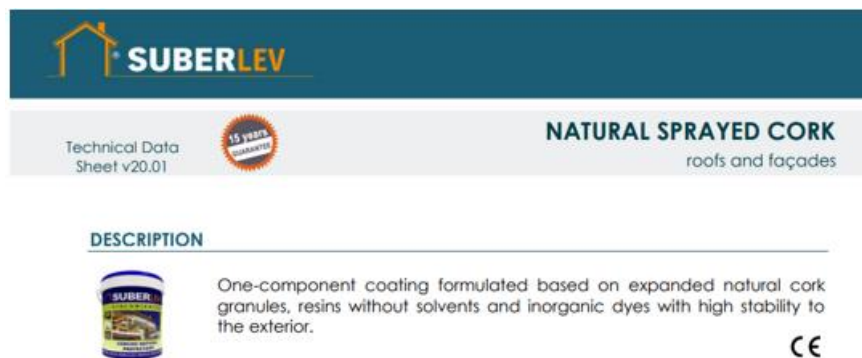 SUBERLEV
Technical Data
Sheet v20.01
15 years
GUARANTEE
NATURAL SPRAYED CORK
roofs and façades
DESCRIPTION
SUBERLEV
One-component coating formulated based on expanded natural cork
granules, resins without solvents and inorganic dyes with high stability to
the exterior.
CE